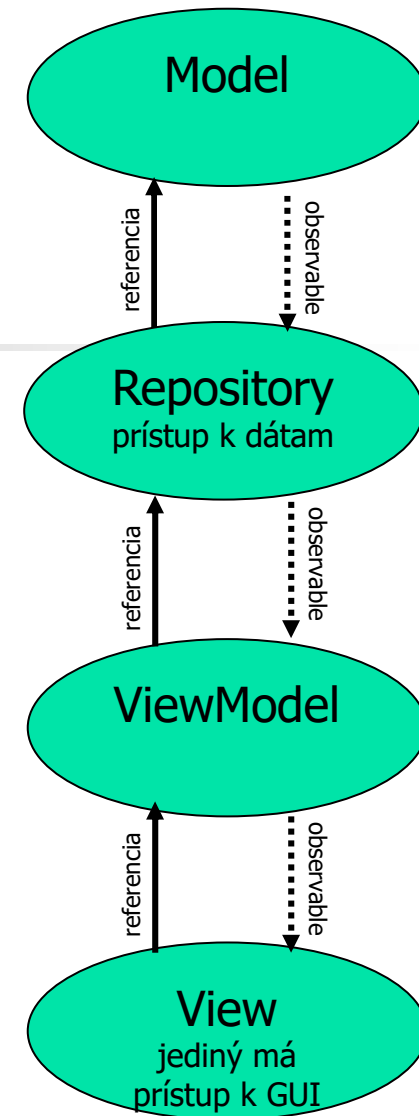 Model
referencia
observable
Repository
prístup k dátam
referencia
observable
ViewModel
referencia
observable
View
jediný má
prístup k GUI